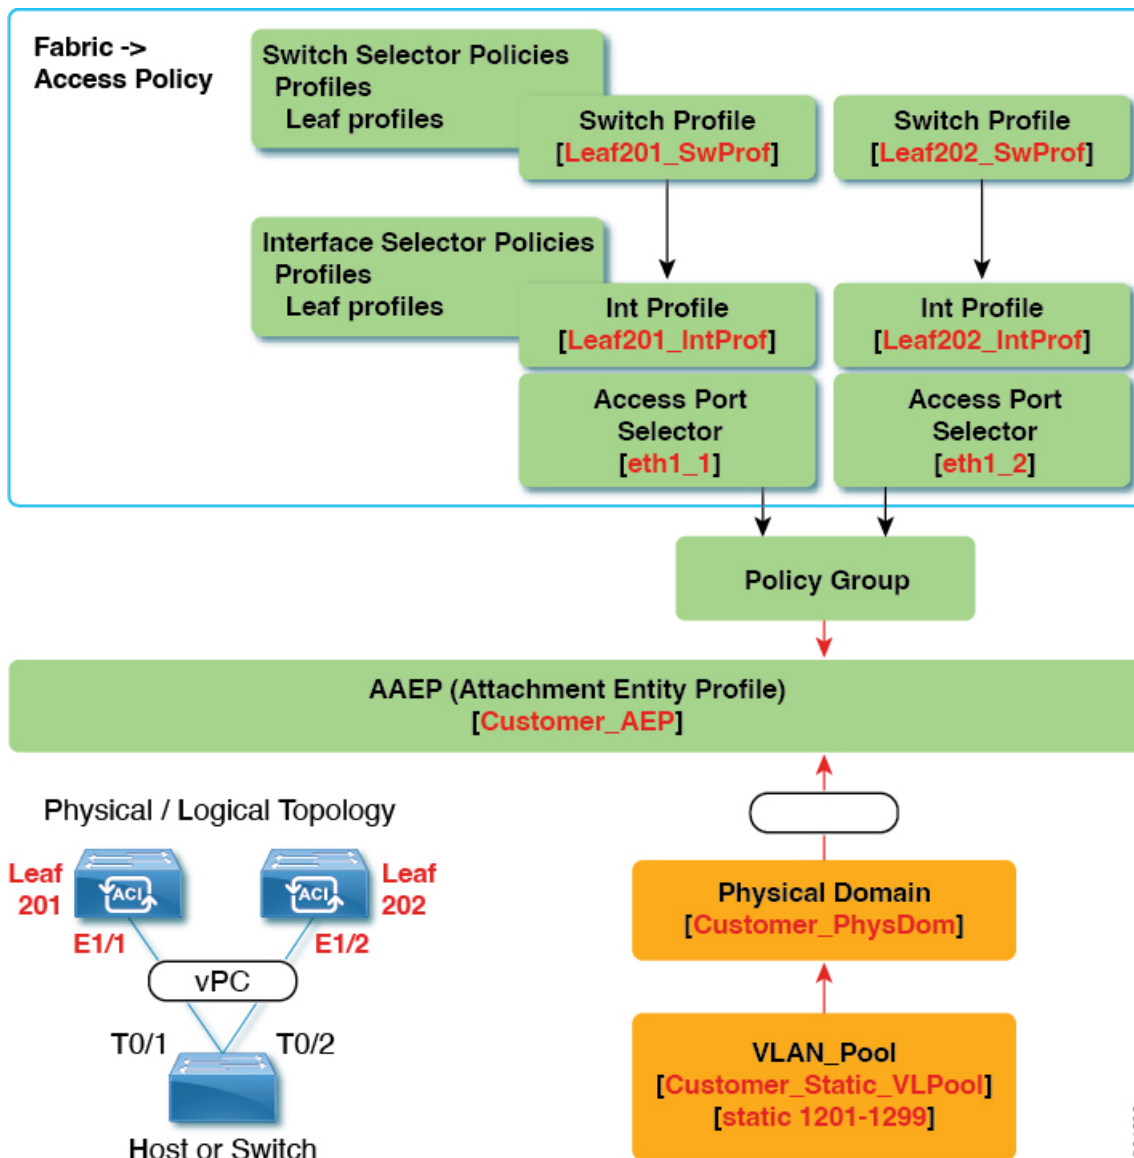 Fabric ->
Access Policy
Switch Selector Policies
Profiles
Leaf profiles
Switch Profile
[Leaf201_SwProf]
Switch Profile
[Leaf202_SwProf]
Interface Selector Policies
Profiles
Leaf profiles
Int Profile
[Leaf201_IntProf]
Int Profile
[Leaf202_IntProf]
Access Port
Selector
[eth1_1]
Access Port
Selector
[eth1_2]
Policy Group
AAEP (Attachment Entity Profile)
[Customer_AEP]
Physical / Logical Topology
Leaf
201
ACI
ACI
Leaf
202
E1/1
E1/2
vPC
T0/1
T0/2
Host or Switch
Physical Domain
[Customer_PhysDom]
VLAN_Pool
[Customer_Static_VLPool]
[static 1201-1299]